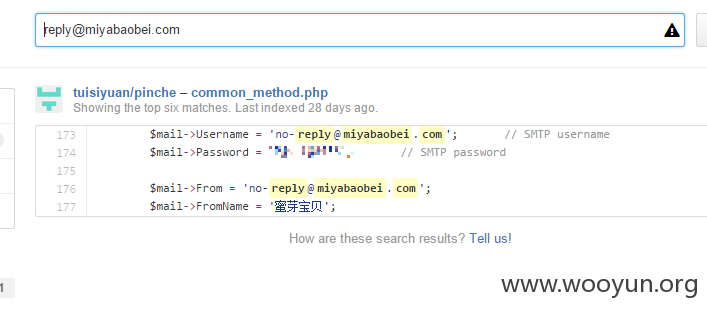 reply@miyabaobei.com
tuisiyuan/pinche – common_method.php
Showing the top six matches. Last indexed 28 days ago.
173 $mail->Username = 'no-reply@miyabaobei.com'; // SMTP username
174 $mail->Password = // SMTP password
175
176 $mail->From = 'no-reply@miyabaobei.com';
177 $mail->FromName = '蜜芽宝贝';
How are these search results? Tell us!
1
www.wooyun.org